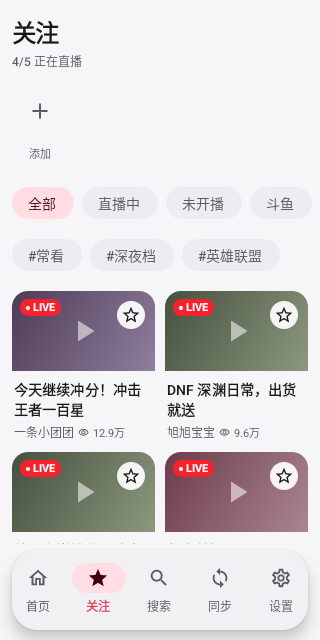 关注
4/5 正在直播
添加
全部 直播中 未开播 斗鱼
#常看 #深夜档 #英雄联盟
LIVE LIVE
今天继续冲分！冲击王者一百星
一条小团团 12.9万
DNF 深渊日常，出货就送
旭旭宝宝 9.6万
LIVE LIVE
首页 关注 搜索 同步 设置